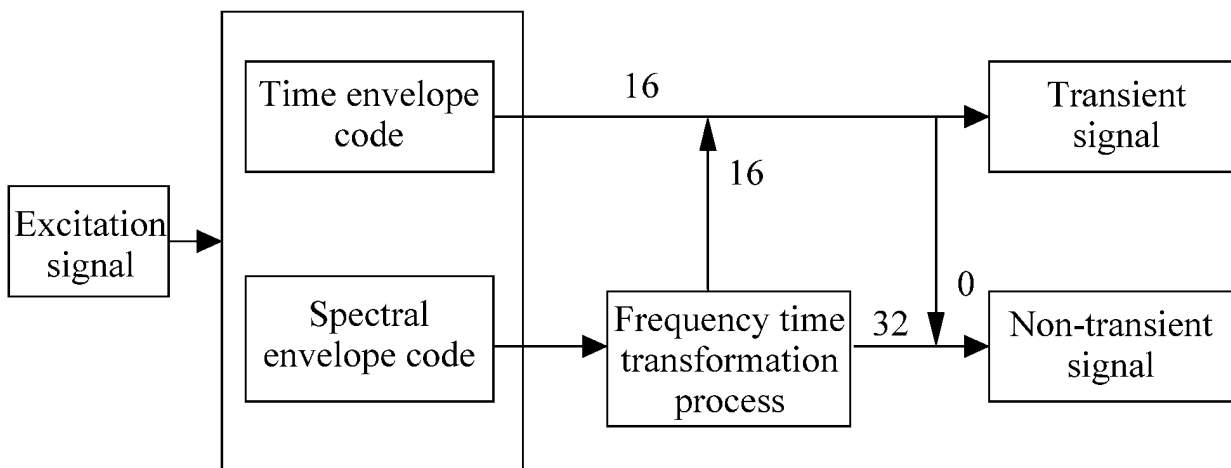 Time envelope
code
16
Transient
signal
16
Excitation
signal
Spectral
envelope code
Frequency time
transformation
process
32
0
Non-transient
signal